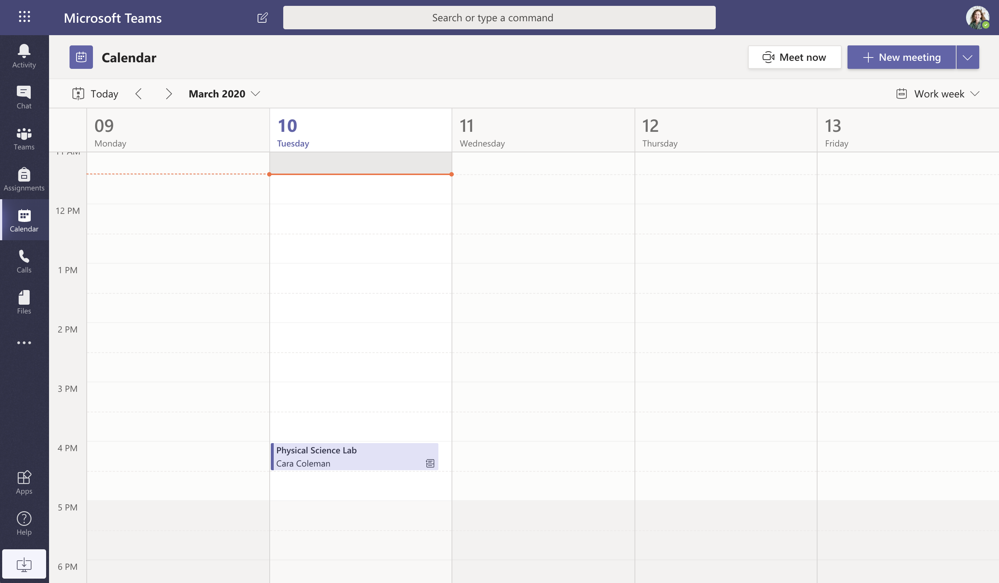 Microsoft Teams
Search or type a command
Activity
Chat
Teams
Assignments
Calendar
Calls
Files
Apps
Help
Calendar
Meet now
New meeting
Today
March 2020
Work week
09
Monday
10
Tuesday
11
Wednesday
12
Thursday
13
Friday
11 AM
12 PM
1 PM
2 PM
3 PM
4 PM
Physical Science Lab
Cara Coleman
5 PM
6 PM